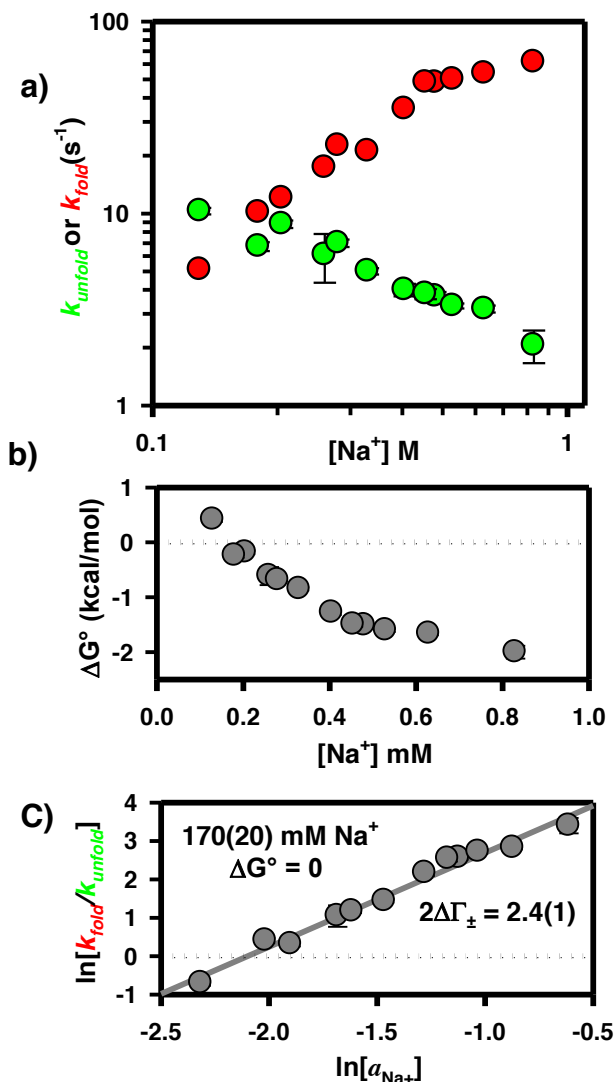 a)
100
10
1
k_unfold or k_fold(s⁻¹)
0.1
1
[Na⁺] M
b)
1
0
-1
-2
ΔG° (kcal/mol)
0.0 0.2 0.4 0.6 0.8 1.0
[Na⁺] mM
C)
4
3
2
1
0
-1
ln[k_fold/k_unfold]
170(20) mM Na⁺
ΔG° = 0
2ΔΓ± = 2.4(1)
-2.5 -2.0 -1.5 -1.0 -0.5
ln[a_Na+]